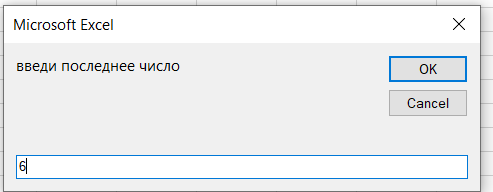 Microsoft Excel
введи последнее число
OK
Cancel
6